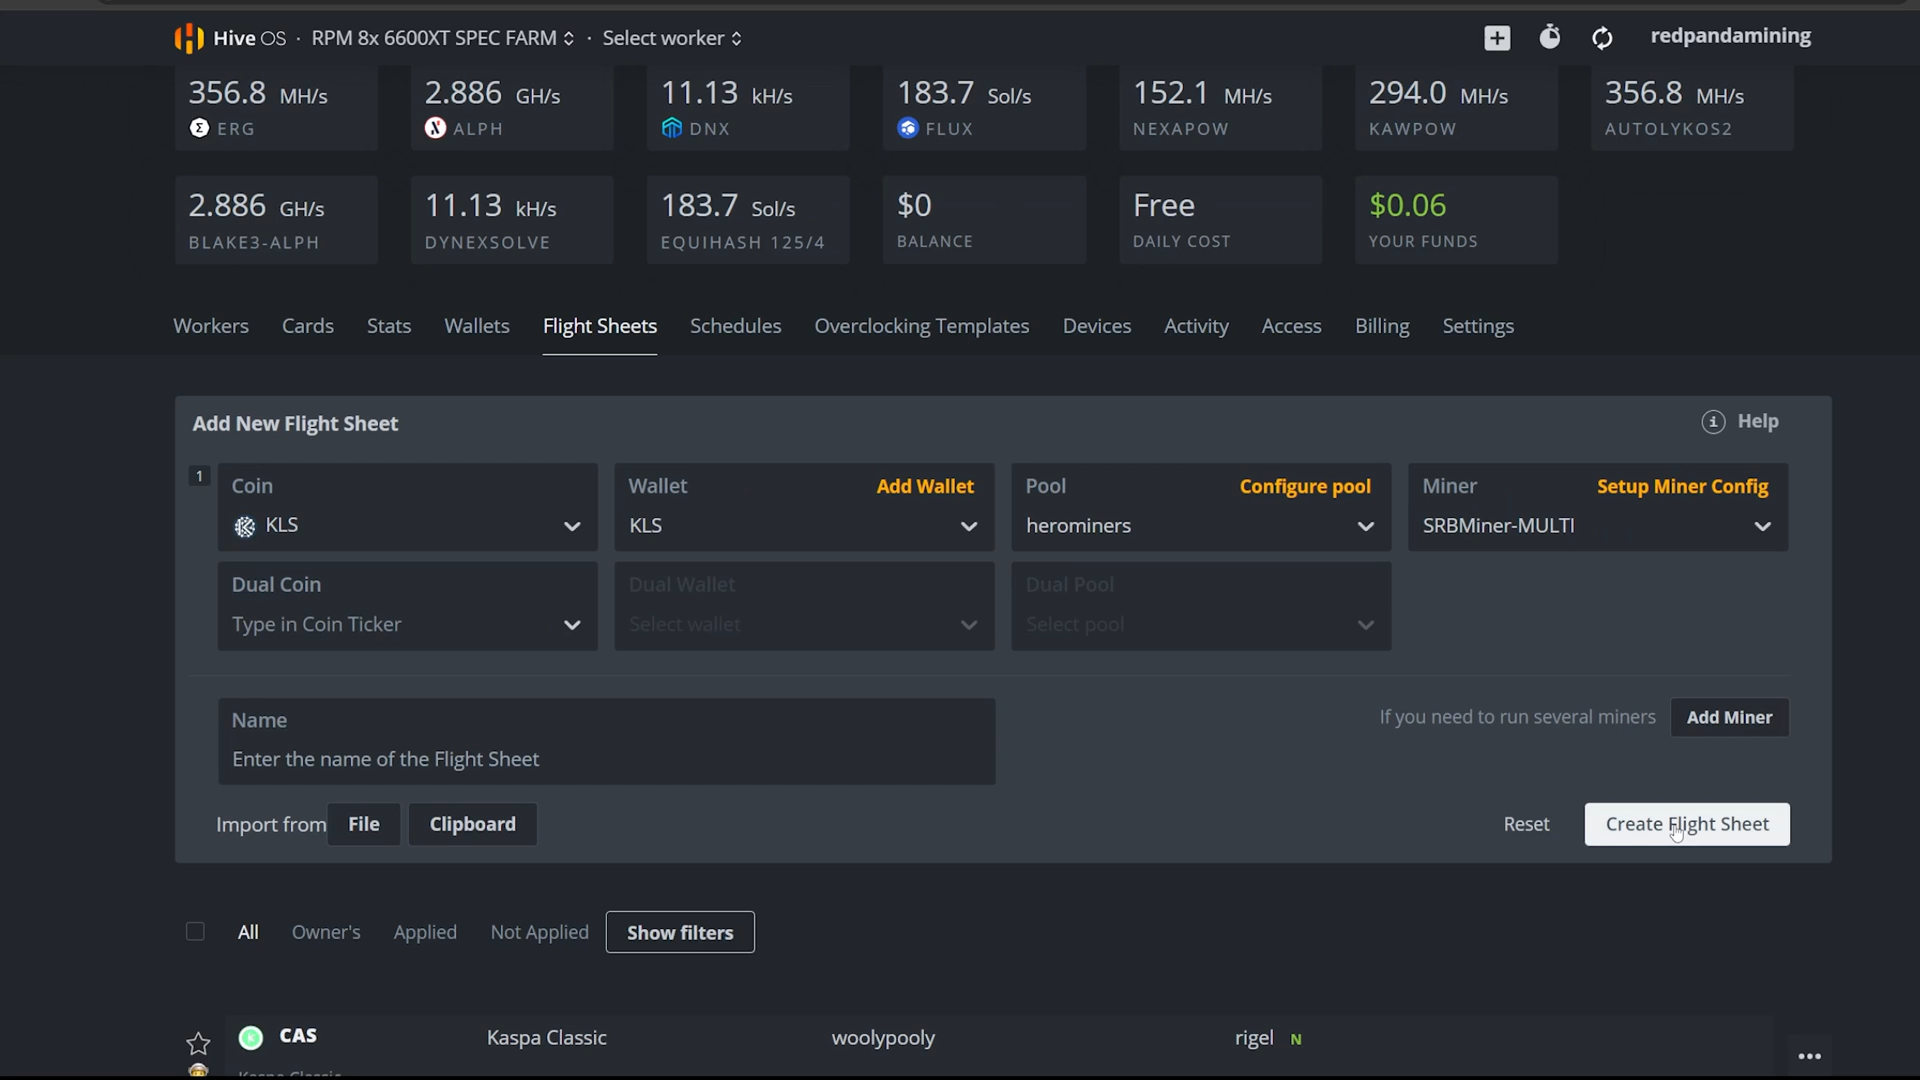 Hive OS · RPM 8x 6600XT SPEC FARM · Select worker redpandamining
356.8 MH/s 2.886 GH/s 11.13 kH/s 183.7 Sol/s 152.1 MH/s 294.0 MH/s 356.8 MH/s
ERG ALPH DNX FLUX NEXAPOW KAWPOW AUTOLYKOS2
2.886 GH/s 11.13 kH/s 183.7 Sol/s $0 Free $0.06
BLAKE3-ALPH DYNEXSOLVE EQUIHASH 125/4 BALANCE DAILY COST YOUR FUNDS
Workers Cards Stats Wallets Flight Sheets Schedules Overclocking Templates Devices Activity Access Billing Settings
Add New Flight Sheet Help
1 Coin Wallet Add Wallet Pool Configure pool Miner Setup Miner Config
KLS KLS herominers SRBMiner-MULTI
Dual Coin Dual Wallet Dual Pool
Type in Coin Ticker Select wallet Select pool
Name
If you need to run several miners Add Miner
Enter the name of the Flight Sheet
Import from File Clipboard Reset Create Flight Sheet
All Owner's Applied Not Applied Show filters
CAS Kaspa Classic woolypooly rigel N
Kaspa Classic